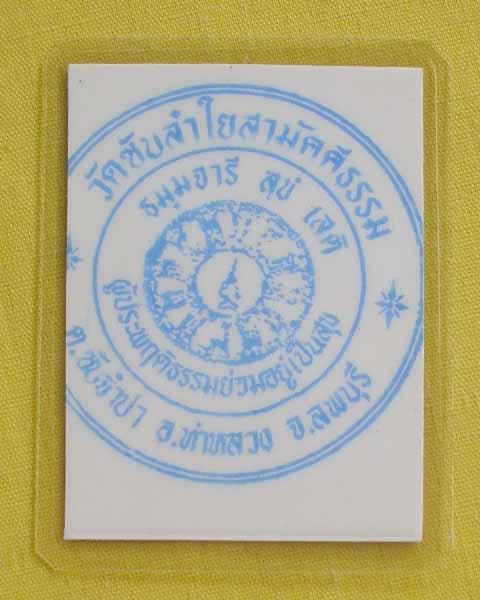 วัดซับลำใยสามัคคีธรรม
ธมฺมจารี สุขํ เสติ
ผู้ประพฤติธรรมย่อมอยู่เป็นสุข
ต.ซับจำปา อ.ท่าหลวง จ.ลพบุรี